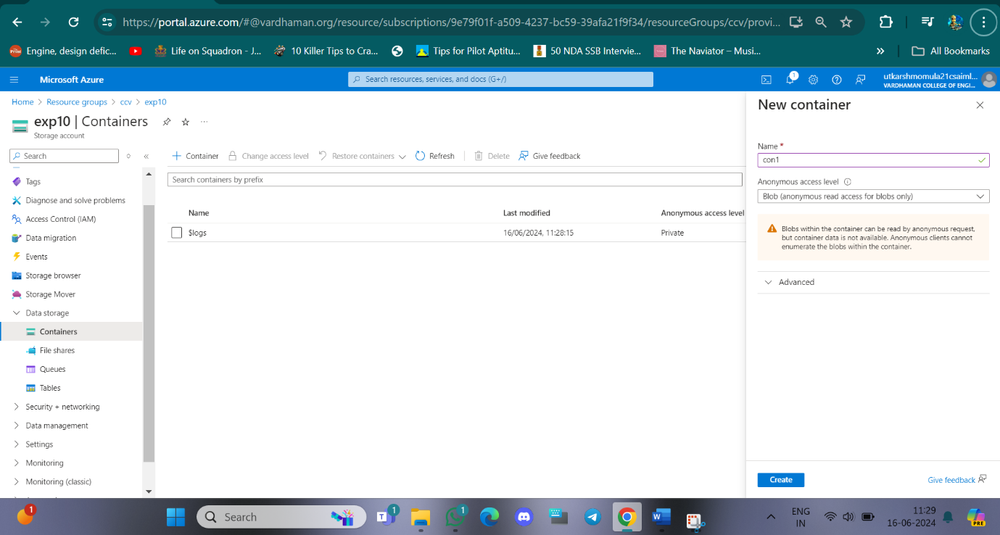 https://portal.azure.com/#@vardhaman.org/resource/subscriptions/9e79f01f-a509-4237-bc59-39afa21f9f34/resourceGroups/ccv/provi...
Engine, design defic...
Life on Squadron - J...
10 Killer Tips to Cra...
Tips for Pilot Aptitu...
50 NDA SSB Intervie...
The Naviator – Musi...
All Bookmarks
Microsoft Azure
Search resources, services, and docs (G+/)
1
utkarshmomula21csaiml...
VARDHAMAN COLLEGE OF ENGI...
Home > Resource groups > ccv > exp10
exp10 | Containers
Storage account
Search
Tags
Diagnose and solve problems
Access Control (IAM)
Data migration
Events
Storage browser
Storage Mover
Data storage
Containers
File shares
Queues
Tables
Security + networking
Data management
Settings
Monitoring
Monitoring (classic)
Container
Change access level
Restore containers
Refresh
Delete
Give feedback
Search containers by prefix
Name Last modified Anonymous access level
$logs 16/06/2024, 11:28:15 Private
New container
Name *
con1
Anonymous access level
Blob (anonymous read access for blobs only)
Blobs within the container can be read by anonymous request,
but container data is not available. Anonymous clients cannot
enumerate the blobs within the container.
Advanced
Create
Give feedback
1
Search
T
1
1
W
ENG
IN
11:29
16-06-2024
PRE